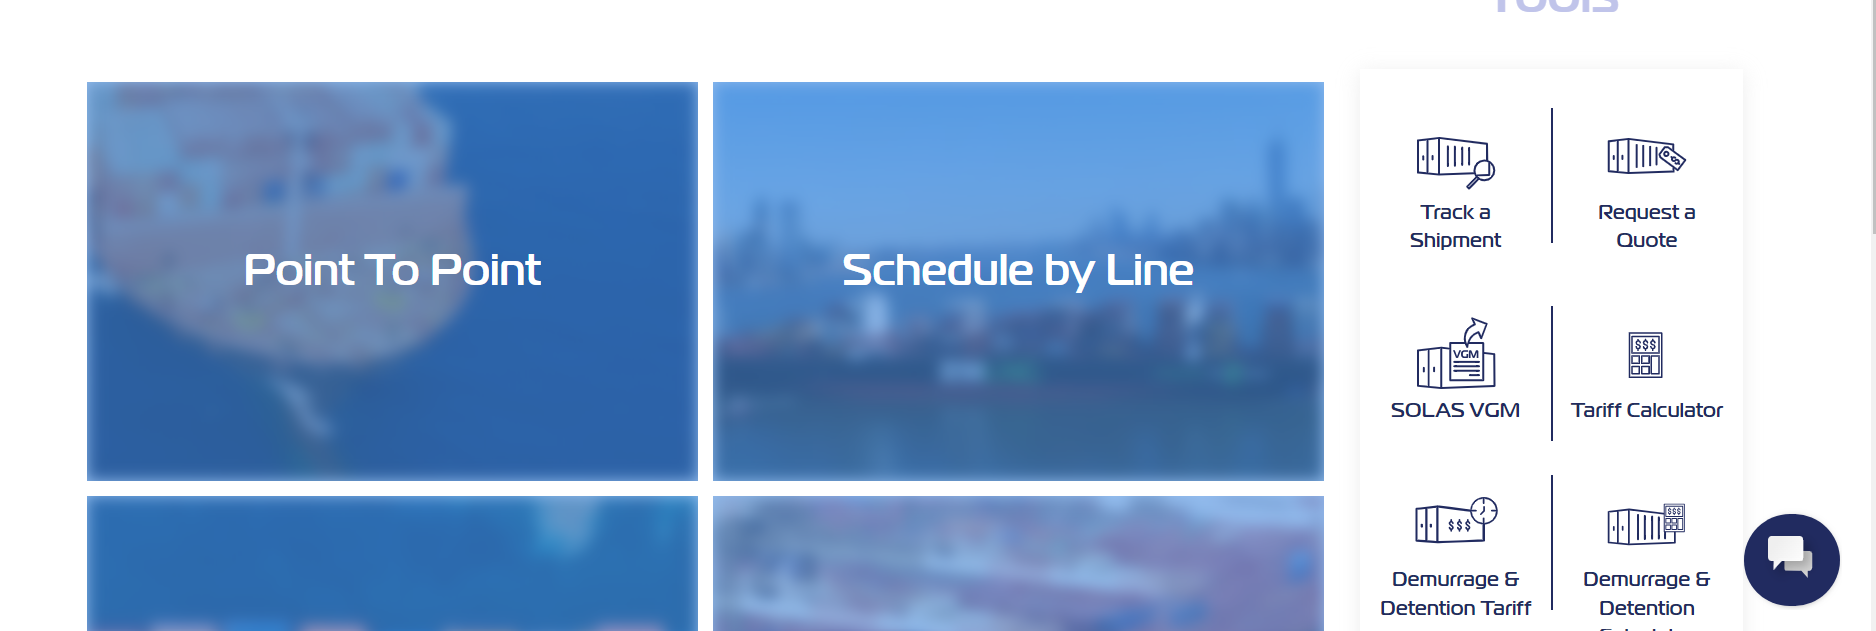 Tools
Point To Point
Schedule by Line
Track a
Shipment
Request a
Quote
VGM
SOLAS VGM
$$$
Tariff Calculator
$$$
Demurrage &
Detention Tariff
$$$
Demurrage &
Detention